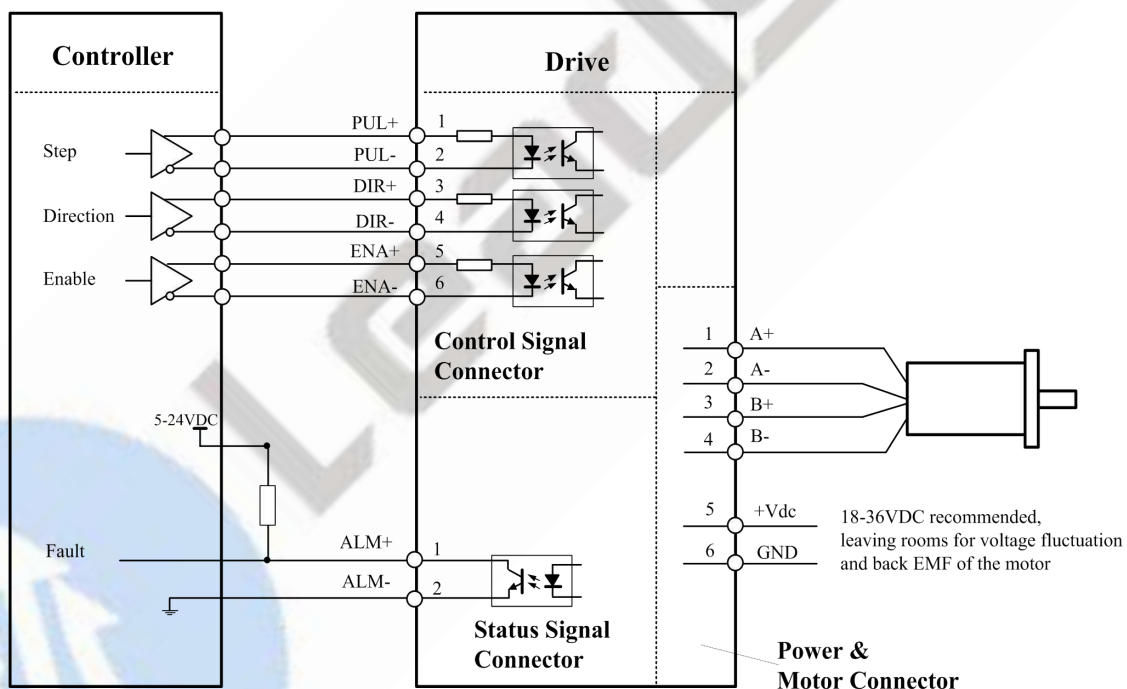 Controller
Drive
Step
Direction
Enable
PUL+
PUL-
DIR+
DIR-
ENA+
ENA-
1
2
3
4
5
6
Control Signal
Connector
5-24VDC
Fault
ALM+
ALM-
1
2
Status Signal
Connector
1 A+
2 A-
3 B+
4 B-
5 +Vdc
6 GND
18-36VDC recommended,
leaving rooms for voltage fluctuation
and back EMF of the motor
Power &
Motor Connector